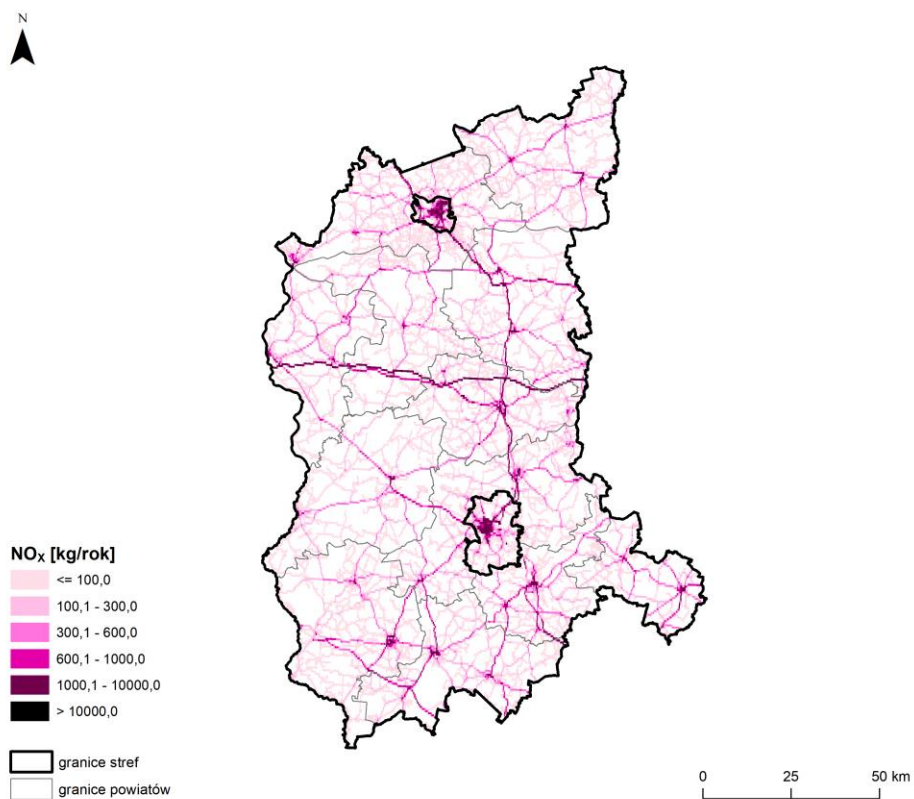 N
NOX [kg/rok]
<= 100,0
100,1 - 300,0
300,1 - 600,0
600,1 - 1000,0
1000,1 - 10000,0
> 10000,0
granice stref
granice powiatów
0 25 50 km